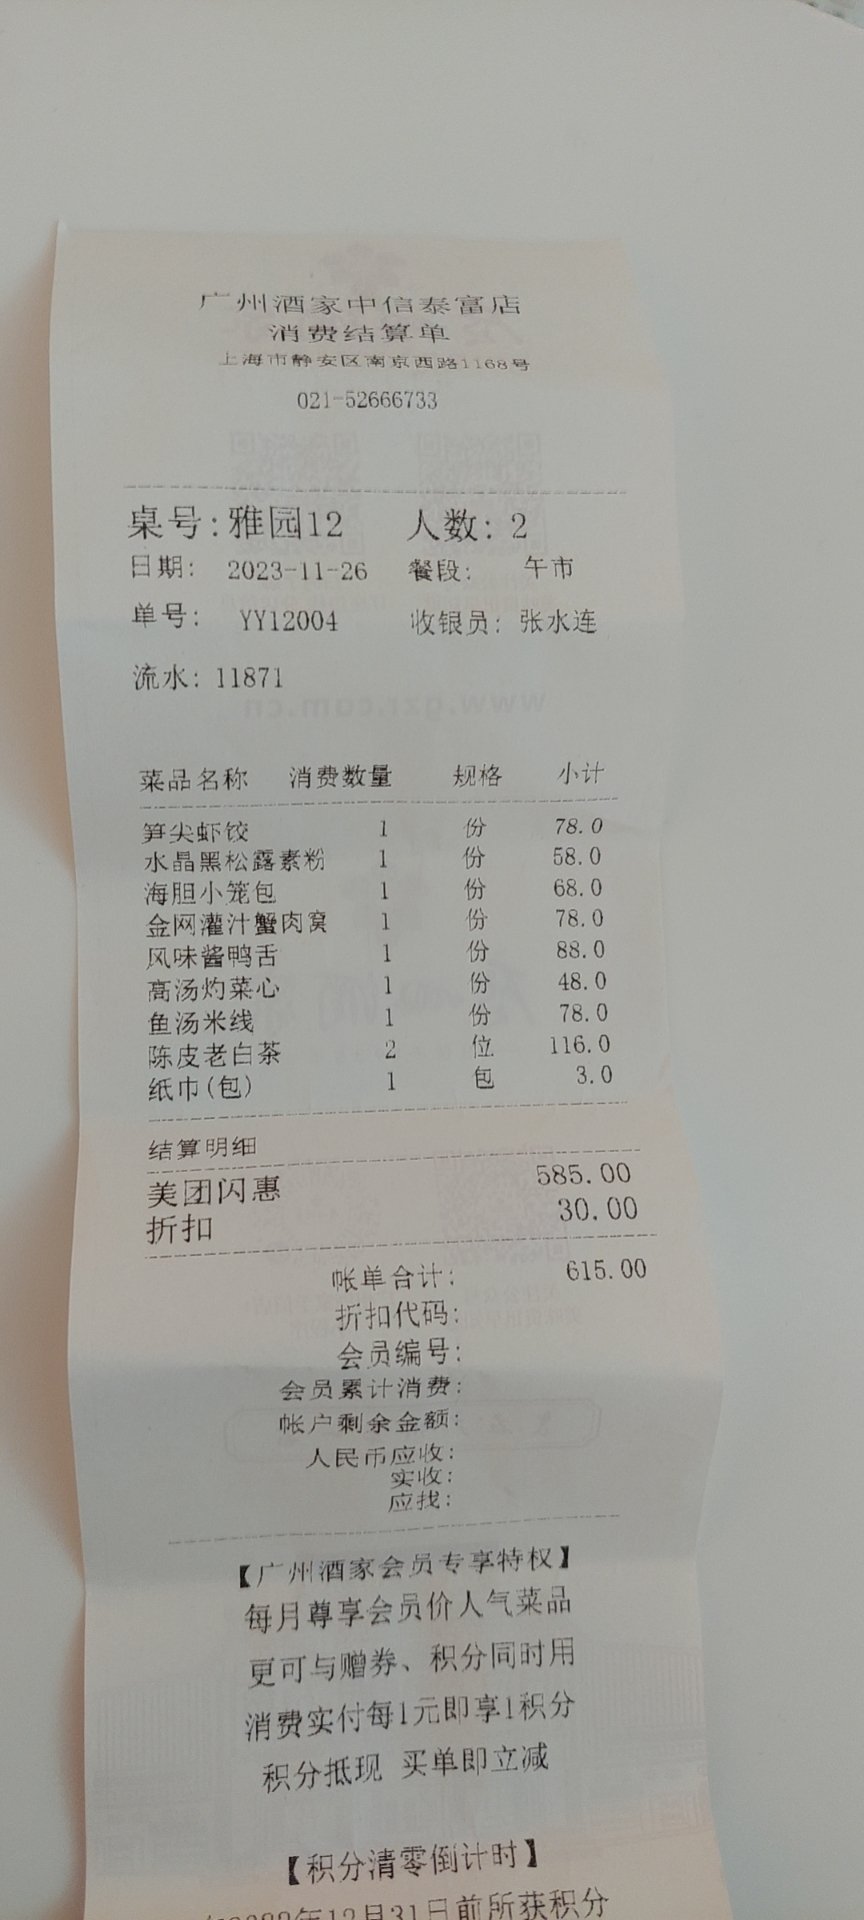 广州酒家中信泰富店
消费结算单
上海市静安区南京西路1168号
021-52666733
桌号:雅园12 人数: 2
日期: 2023-11-26 餐段: 午市
单号: YY12004 收银员: 张水连
流水: 11871
菜品名称 消费数量 规格 小计
笋尖虾饺 1 份 78.0
水晶黑松露素粉 1 份 58.0
海胆小笼包 1 份 68.0
金网灌汁蟹肉窝 1 份 78.0
风味酱鸭舌 1 份 88.0
高汤灼菜心 1 份 48.0
鱼汤米线 1 份 78.0
陈皮老白茶 2 位 116.0
纸巾(包) 1 包 3.0
结算明细
美团闪惠 585.00
折扣 30.00
帐单合计: 615.00
折扣代码:
会员编号:
会员累计消费:
帐户剩余金额:
人民币应收:
实收:
应找:
【广州酒家会员专享特权】
每月尊享会员价人气菜品
更可与赠券、积分同时用
消费实付每1元即享1积分
积分抵现 买单即立减
【积分清零倒计时】
年12月31日前所获积分